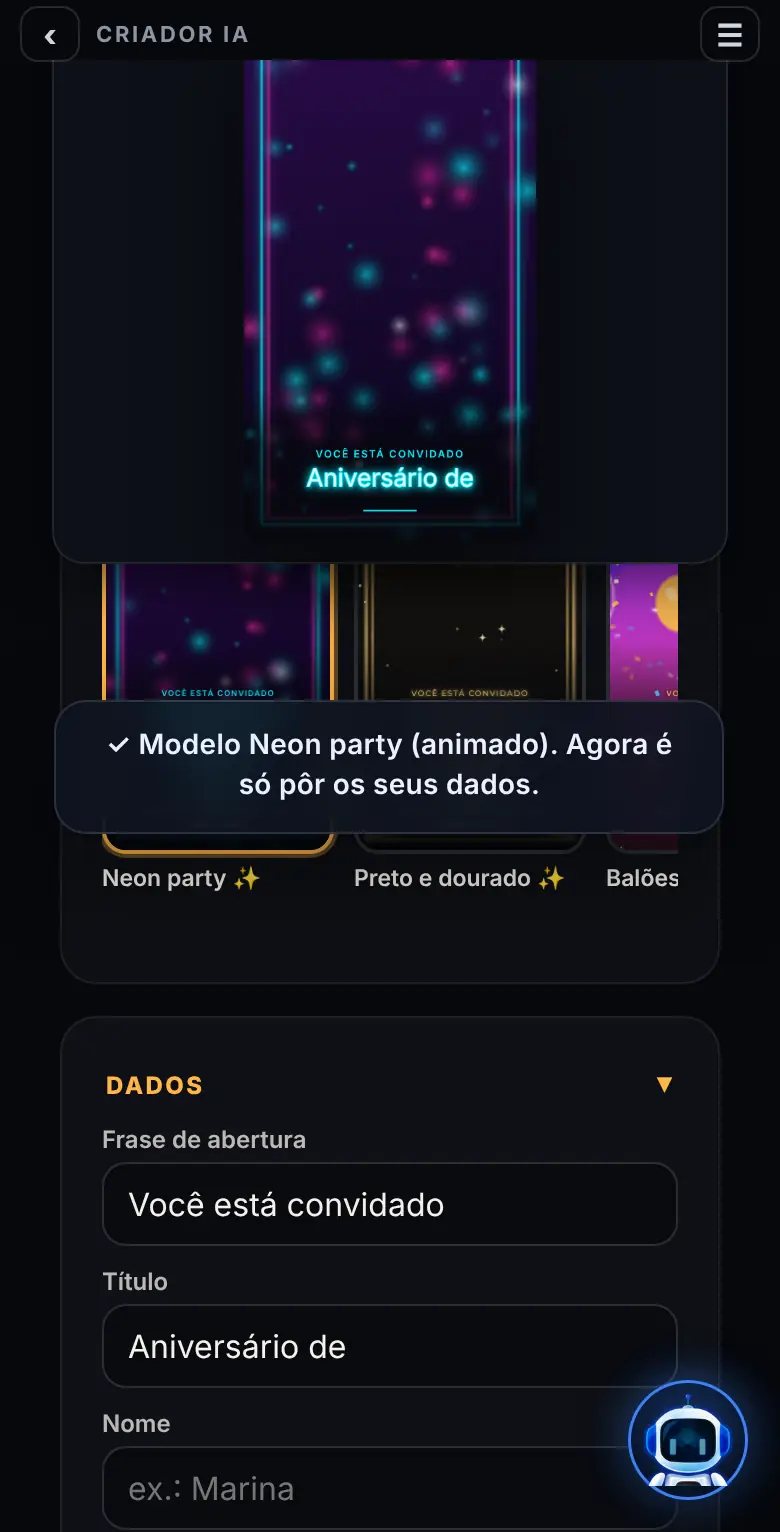 CRIADOR IA
VOCÊ ESTÁ CONVIDADO
Aniversário de
VOCÊ ESTÁ CONVIDADO
VOCÊ ESTÁ CONVIDADO
VO
✓ Modelo Neon party (animado). Agora é
só pôr os seus dados.
Neon party ✨
Preto e dourado ✨
Balões
DADOS
Frase de abertura
Você está convidado
Título
Aniversário de
Nome
ex.: Marina